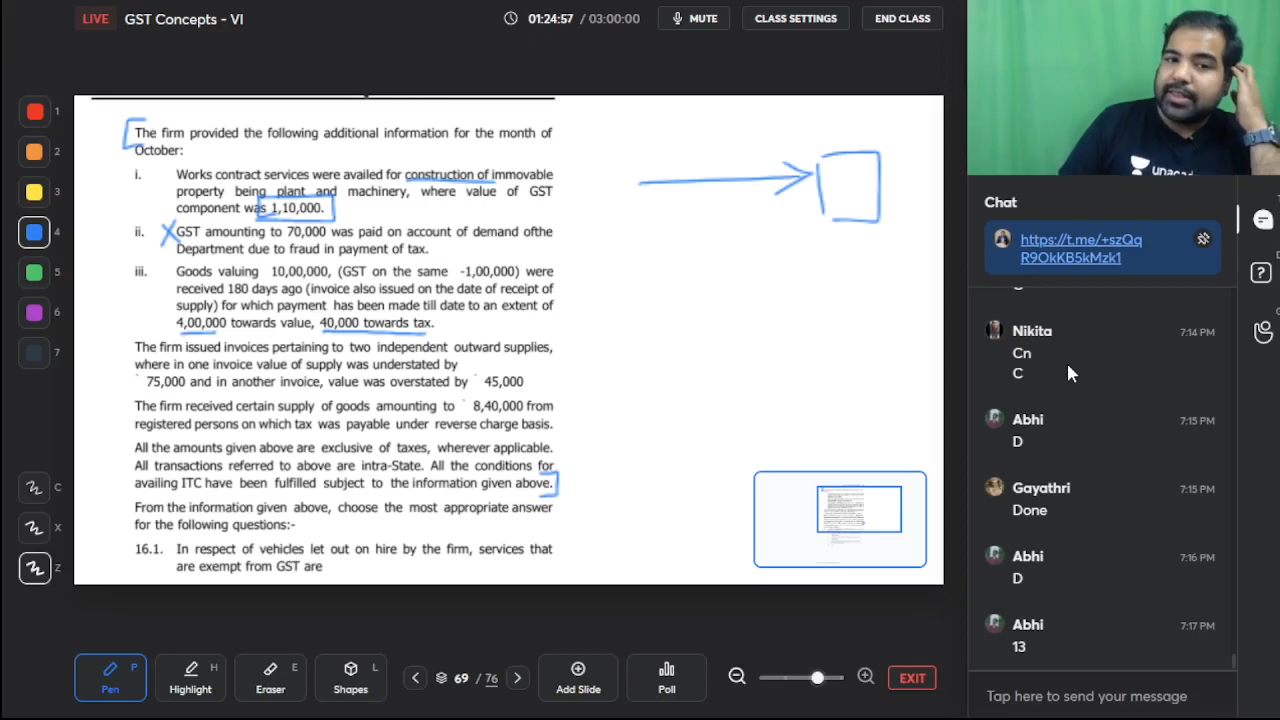 LIVE
GST Concepts - VI
01:24:57 / 03:00:00
MUTE
CLASS SETTINGS
END CLASS
1
2
3
4
5
6
7
C
X
Z
The firm provided the following additional information for the month of
October:
i. Works contract services were availed for construction of immovable
property being plant and machinery, where value of GST
component was 1,10,000.
ii. GST amounting to 70,000 was paid on account of demand ofthe
Department due to fraud in payment of tax.
iii. Goods valuing 10,00,000, (GST on the same -1,00,000) were
received 180 days ago (invoice also issued on the date of receipt of
supply) for which payment has been made till date to an extent of
4,00,000 towards value, 40,000 towards tax.
The firm issued invoices pertaining to two independent outward supplies,
where in one invoice value of supply was understated by
` 75,000 and in another invoice, value was overstated by ` 45,000
The firm received certain supply of goods amounting to ` 8,40,000 from
registered persons on which tax was payable under reverse charge basis.
All the amounts given above are exclusive of taxes, wherever applicable.
All transactions referred to above are intra-State. All the conditions for
availing ITC have been fulfilled subject to the information given above.
From the information given above, choose the most appropriate answer
for the following questions:-
16.1. In respect of vehicles let out on hire by the firm, services that
are exempt from GST are
Chat
https://t.me/+szQq
R9OkKB5kMzk1
Nikita 7:14 PM
Cn
C
Abhi 7:15 PM
D
Gayathri 7:15 PM
Done
Abhi 7:16 PM
D
Abhi 7:17 PM
13
Tap here to send your message
P
Pen
H
Highlight
E
Eraser
L
Shapes
69 / 76
Add Slide
Poll
EXIT